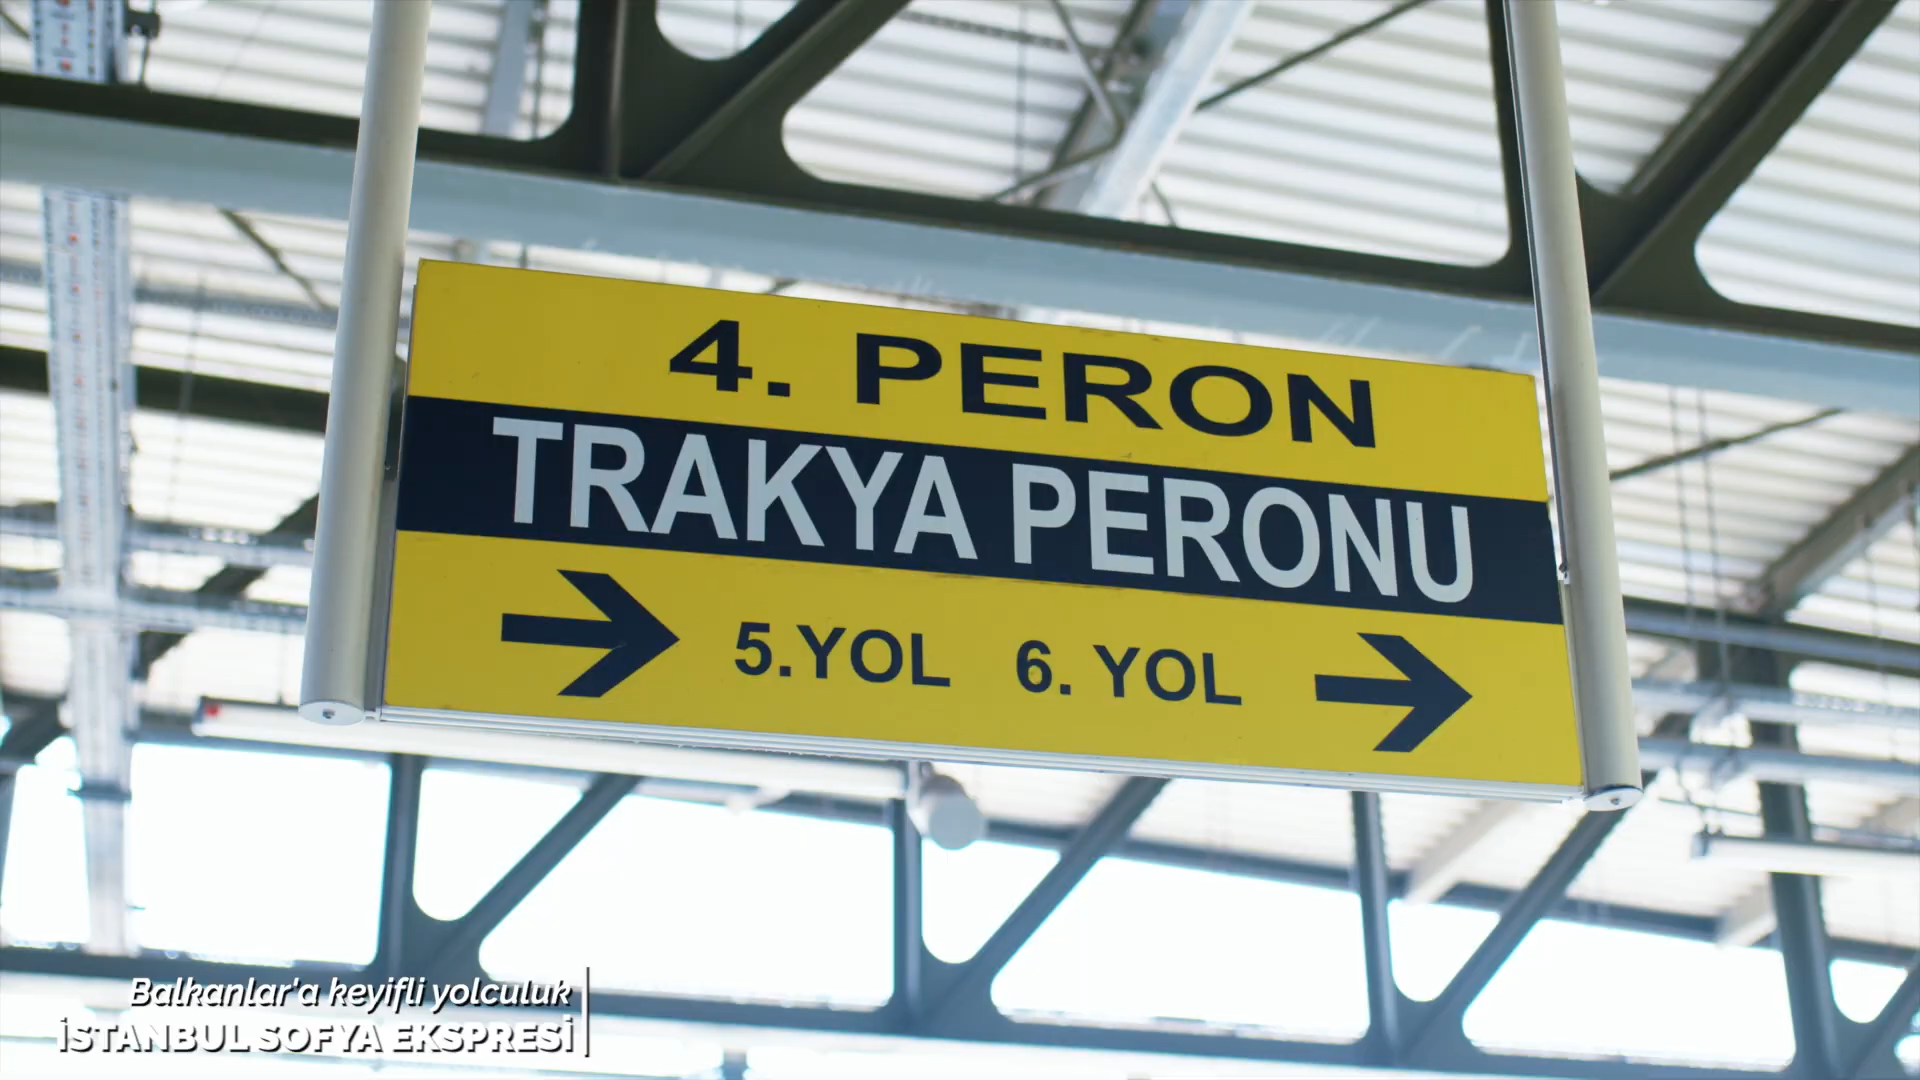 4. PERON
TRAKYA PERONU
5.YOL 6. YOL
Balkanlar'a keyifli yolculuk
İSTANBUL SOFYA EKSPRESİ